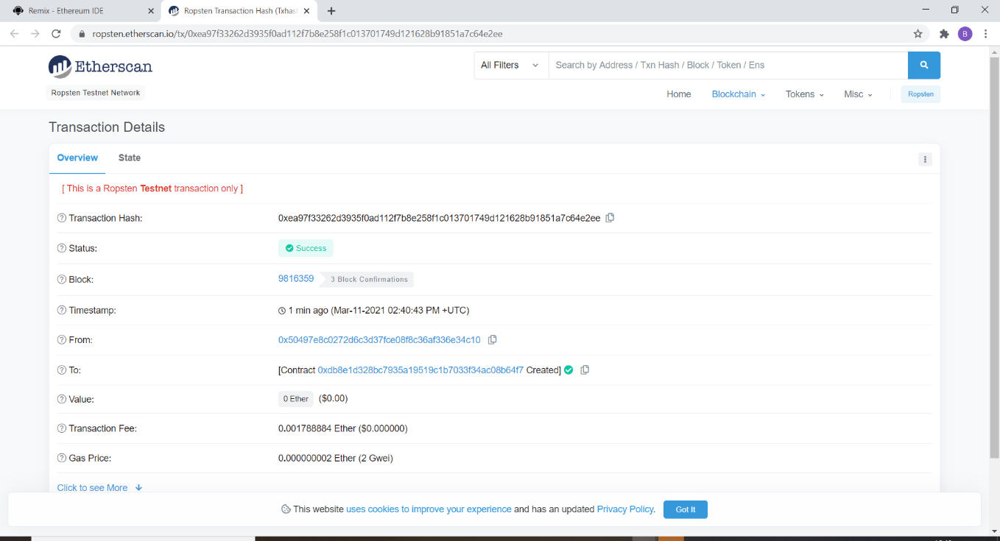 Remix - Ethereum IDE
Ropsten Transaction Hash (Txhas
ropsten.etherscan.io/tx/0xea97f33262d3935f0ad112f7b8e258f1c013701749d121628b91851a7c64e2ee
B
Etherscan
All Filters
Search by Address / Txn Hash / Block / Token / Ens
Ropsten Testnet Network
Home Blockchain Tokens Misc Ropsten
Transaction Details
Overview State
[ This is a Ropsten Testnet transaction only ]
Transaction Hash: 0xea97f33262d3935f0ad112f7b8e258f1c013701749d121628b91851a7c64e2ee
Status: Success
Block: 9816359 3 Block Confirmations
Timestamp: 1 min ago (Mar-11-2021 02:40:43 PM +UTC)
From: 0x50497e8c0272d6c3d37fce08f8c36af336e34c10
To: [Contract 0xdb8e1d328bc7935a19519c1b7033f34ac08b64f7 Created]
Value: 0 Ether ($0.00)
Transaction Fee: 0.001788884 Ether ($0.000000)
Gas Price: 0.000000002 Ether (2 Gwei)
Click to see More
This website uses cookies to improve your experience and has an updated Privacy Policy. Got It